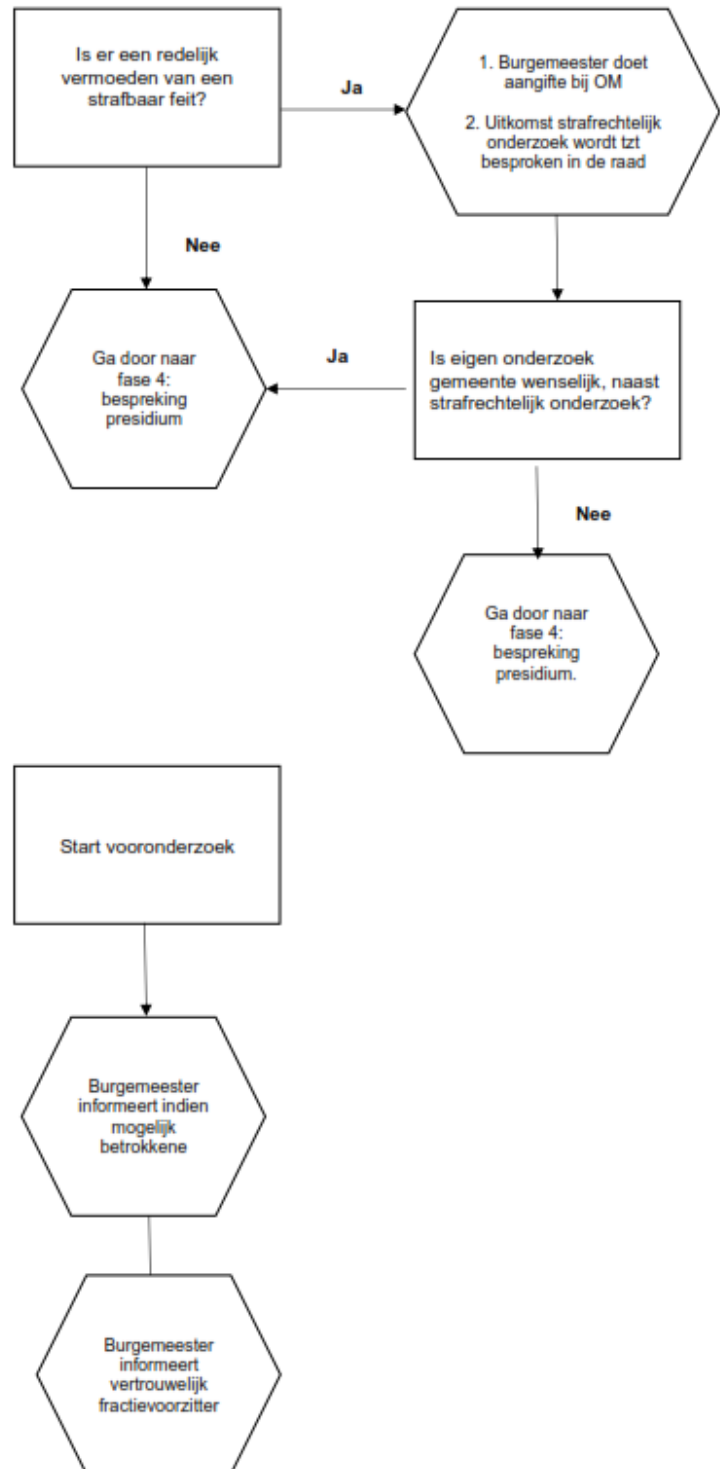 Is er een redelijk
vermoeden van een
strafbaar feit?
Ja
1. Burgemeester doet
aangifte bij OM
2. Uitkomst strafrechtelijk
onderzoek wordt tzt
besproken in de raad
Nee
Ga door naar
fase 4:
bespreking
presidium
Ja
Is eigen onderzoek
gemeente wenselijk, naast
strafrechtelijk onderzoek?
Nee
Ga door naar
fase 4:
bespreking
presidium.
Start vooronderzoek
Burgemeester
informeert indien
mogelijk
betrokkene
Burgemeester
informeert
vertrouwelijk
fractievoorzitter